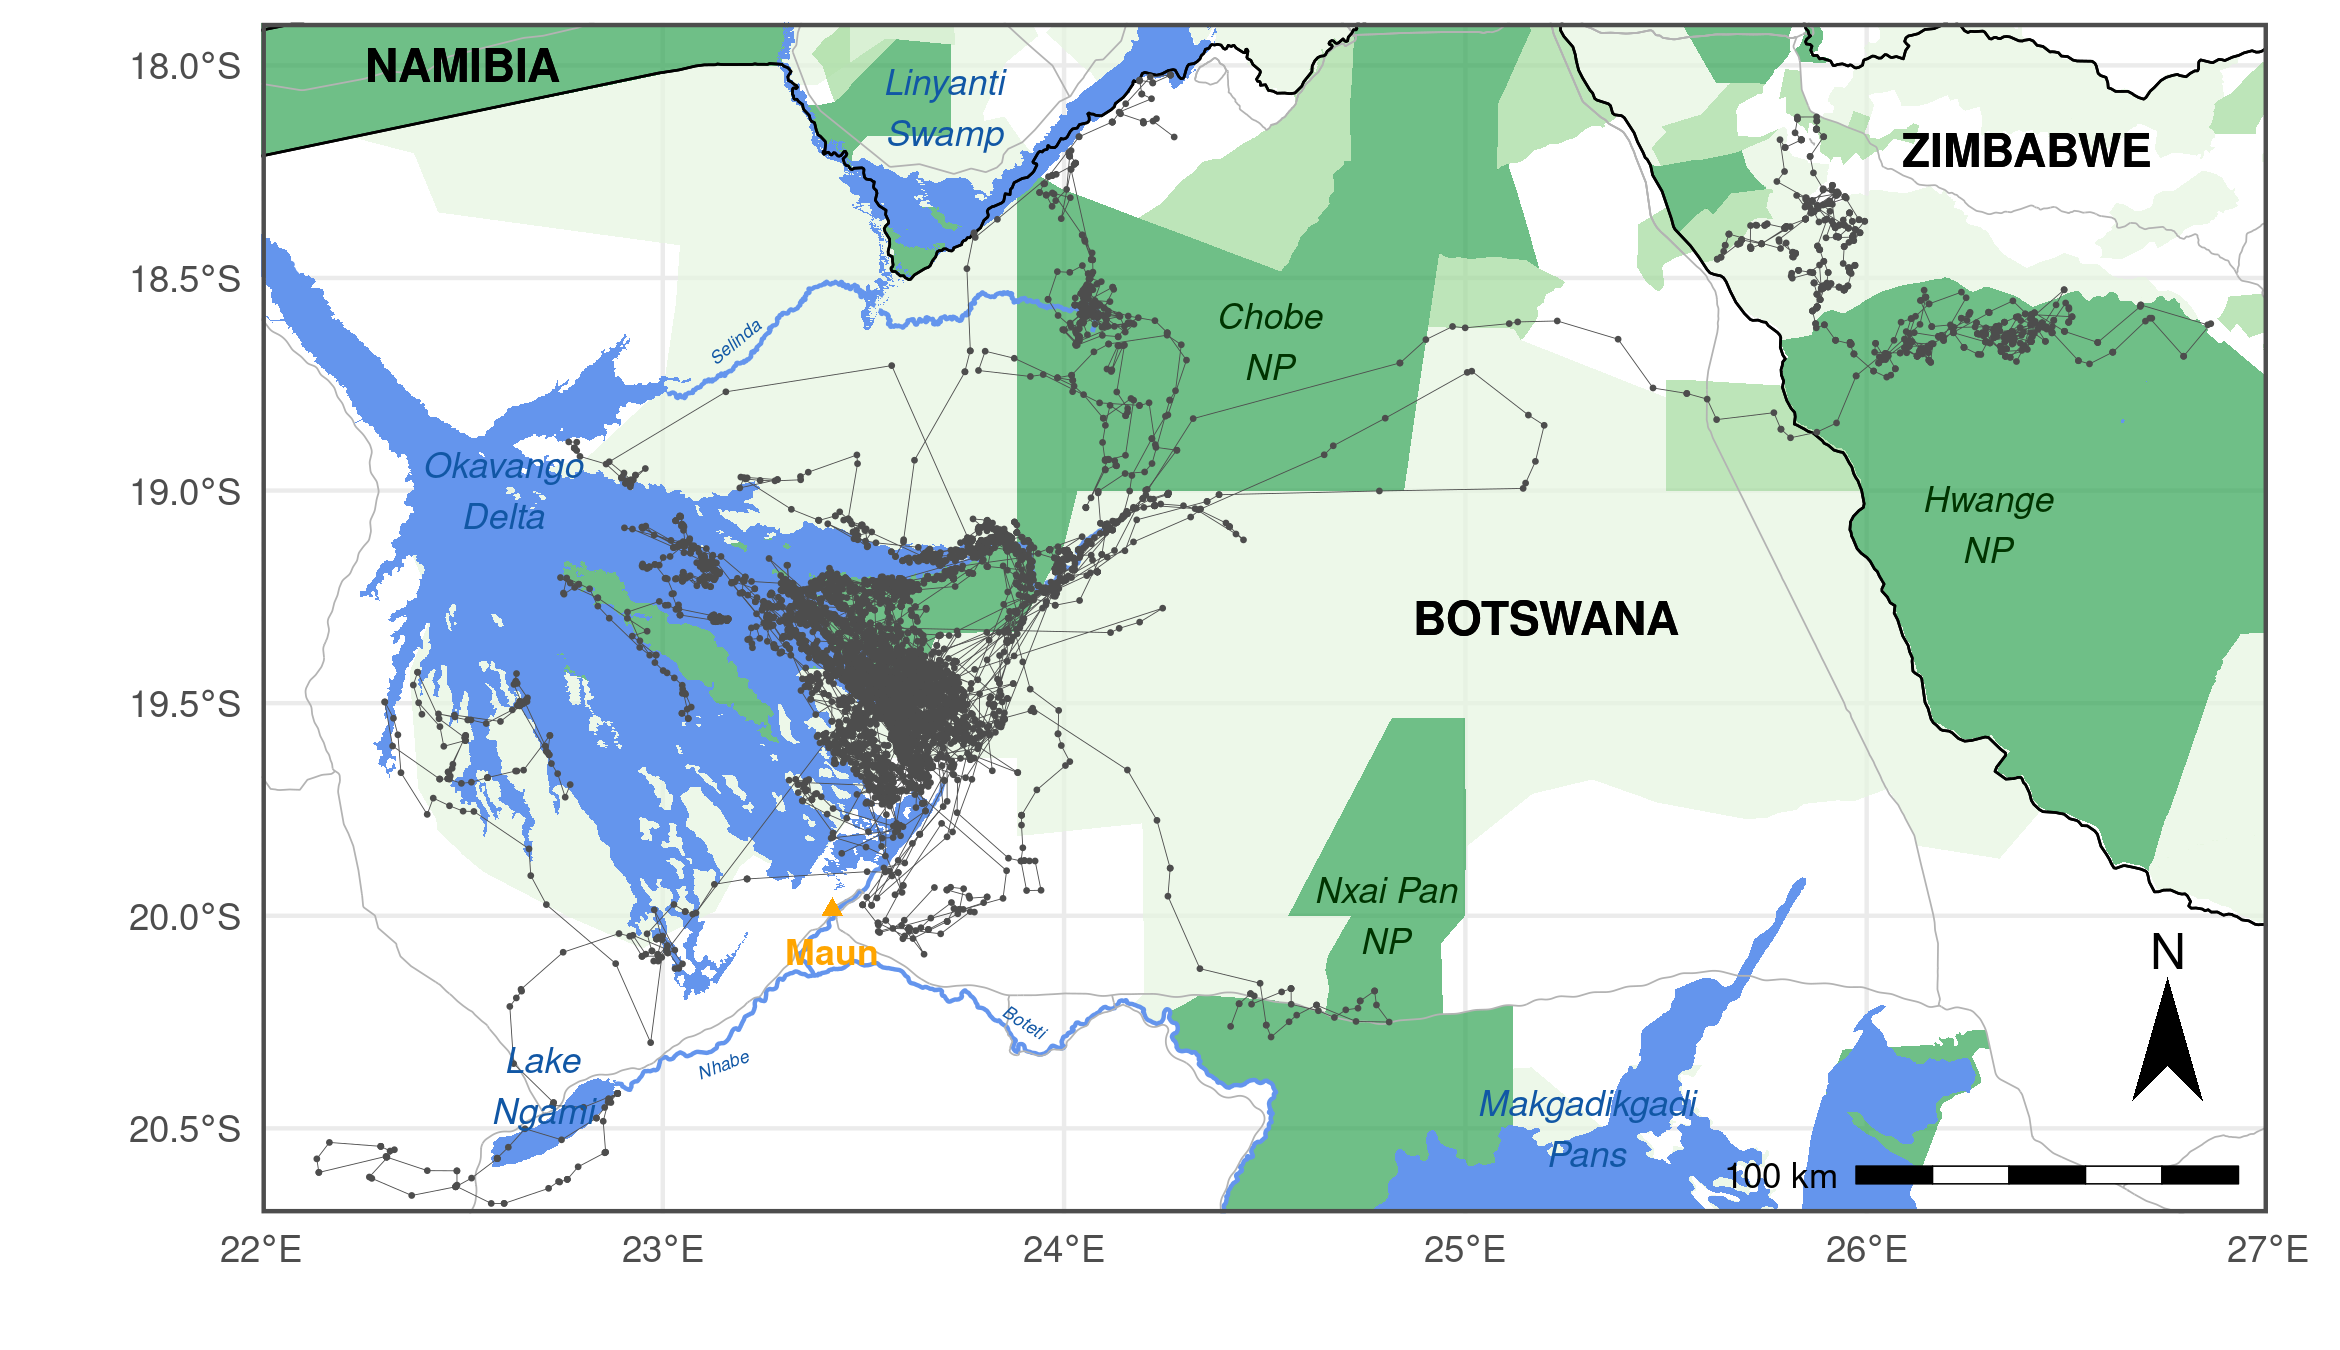 NAMIBIA
Linyanti
Swamp
ZIMBABWE
Selinda
Chobe
NP
Okavango
Delta
Hwange
NP
BOTSWANA
Nxai Pan
NP
Maun
N
Boteti
Nhabe
Lake
Ngami
Makgadikgadi
Pans
100 km
18.0°S
18.5°S
19.0°S
19.5°S
20.0°S
20.5°S
22°E
23°E
24°E
25°E
26°E
27°E